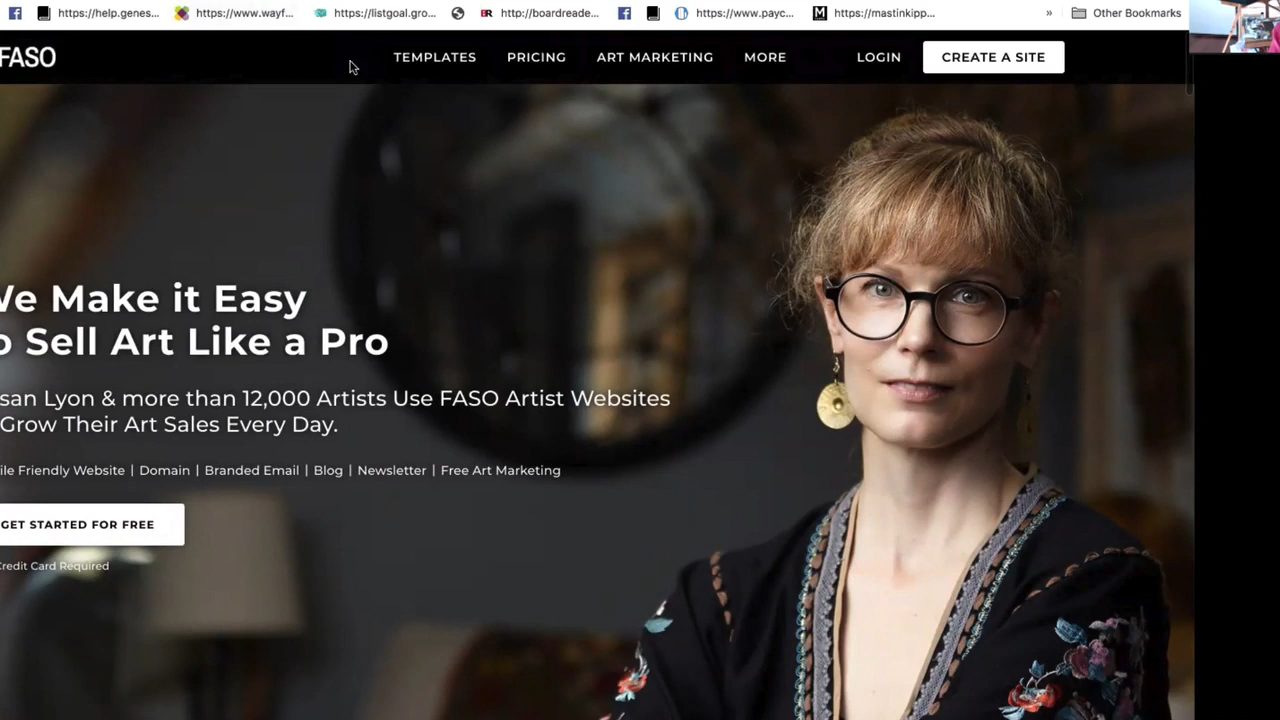 https://help.genes... https://www.wayf... https://listgoal.gro... BR http://boardreade... https://www.payc... M https://mastinkipp... » Other Bookmarks
FASO TEMPLATES PRICING ART MARKETING MORE LOGIN CREATE A SITE
We Make it Easy
o Sell Art Like a Pro
san Lyon & more than 12,000 Artists Use FASO Artist Websites
Grow Their Art Sales Every Day.
ile Friendly Website | Domain | Branded Email | Blog | Newsletter | Free Art Marketing
GET STARTED FOR FREE
Credit Card Required